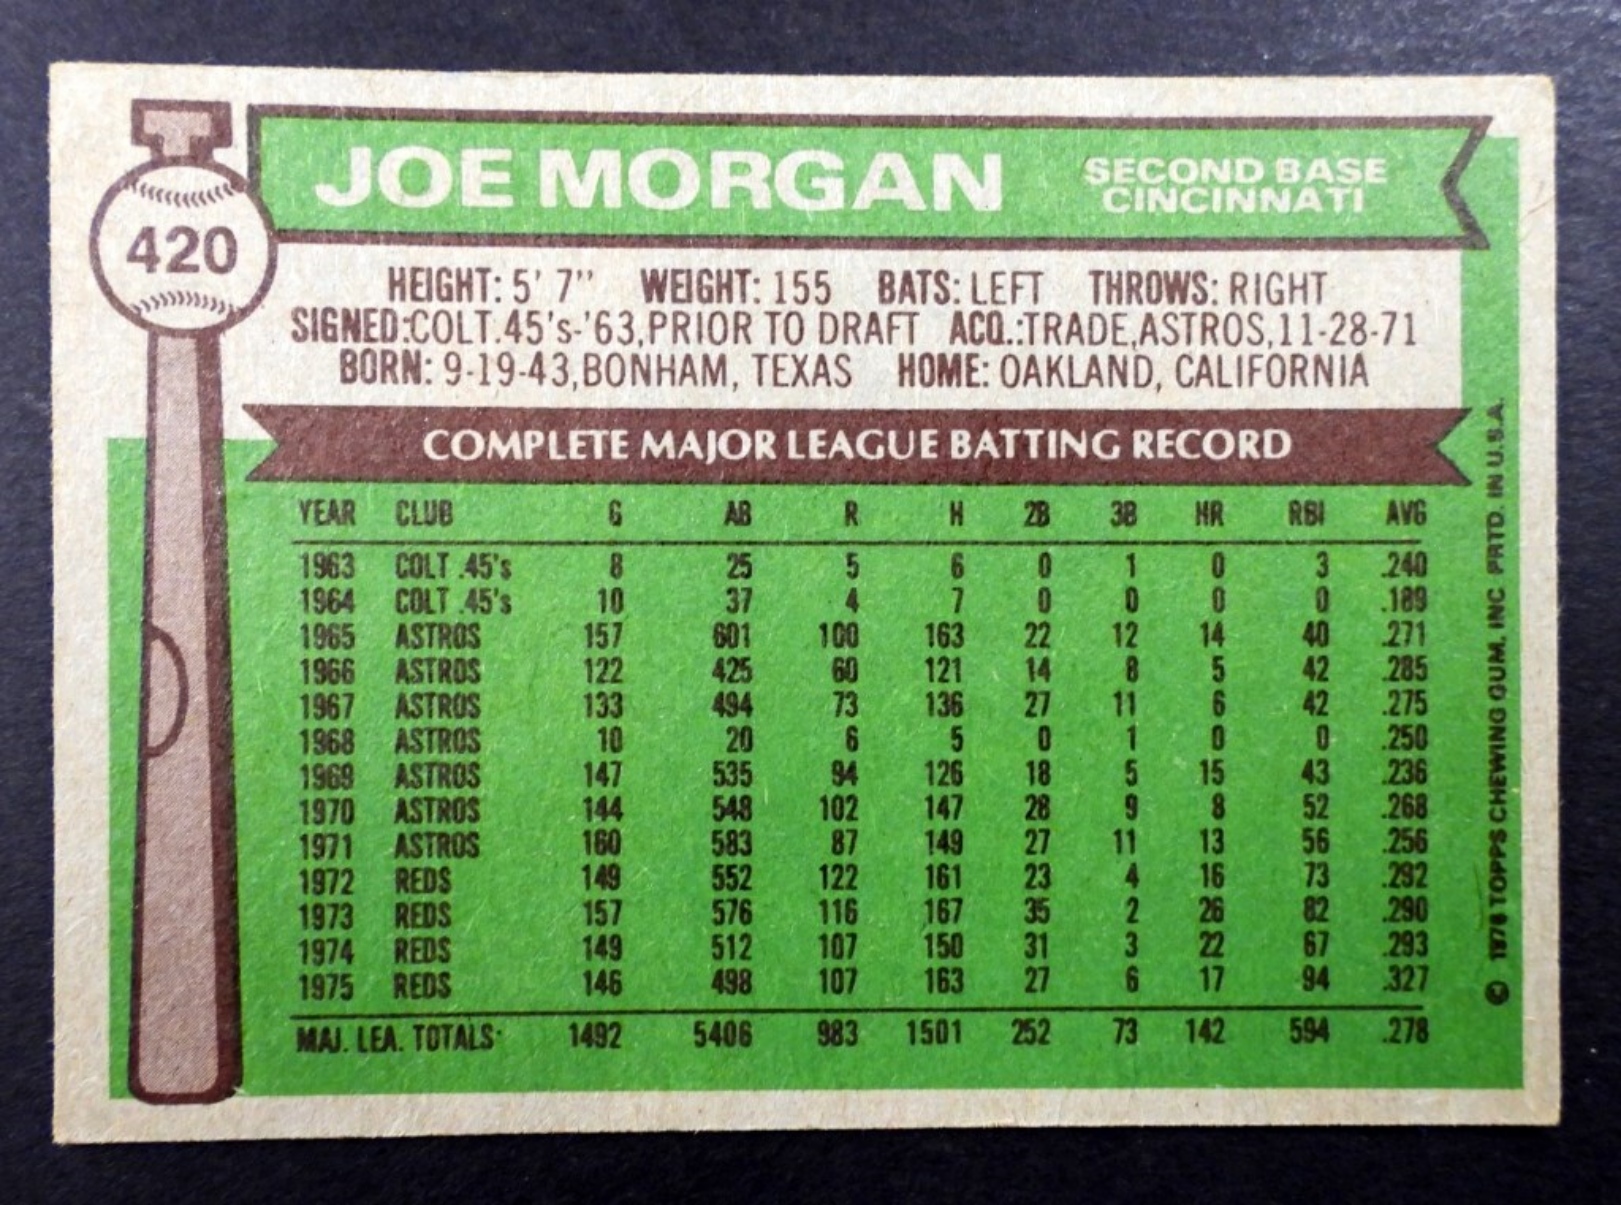 JOE MORGAN
SECOND BASE
CINCINNATI
420
HEIGHT: 5' 7" WEIGHT: 155 BATS: LEFT THROWS: RIGHT
SIGNED:COLT.45's-'63,PRIOR TO DRAFT ACQ.:TRADE,ASTROS,11-28-71
BORN: 9-19-43,BONHAM, TEXAS HOME: OAKLAND, CALIFORNIA
COMPLETE MAJOR LEAGUE BATTING RECORD
YEAR CLUB G AB R H 2B 3B HR RBI AVG
1963 COLT .45's 8 25 5 6 0 1 0 3 .240
1964 COLT .45's 10 37 4 7 0 0 0 0 .189
1965 ASTROS 157 601 100 163 22 12 14 40 .271
1966 ASTROS 122 425 60 121 14 8 5 42 .285
1967 ASTROS 133 494 73 136 27 11 6 42 .275
1968 ASTROS 10 20 6 5 0 1 0 0 .250
1969 ASTROS 147 535 94 126 18 5 15 43 .236
1970 ASTROS 144 548 102 147 28 9 8 52 .268
1971 ASTROS 160 583 87 149 27 11 13 56 .256
1972 REDS 149 552 122 161 23 4 16 73 .292
1973 REDS 157 576 116 167 35 2 26 82 .290
1974 REDS 149 512 107 150 31 3 22 67 .293
1975 REDS 146 498 107 163 27 6 17 94 .327
MAJ. LEA. TOTALS 1492 5406 983 1501 252 73 142 594 .278
© 1976 TOPPS CHEWING GUM, INC PRTD. IN U.S.A.